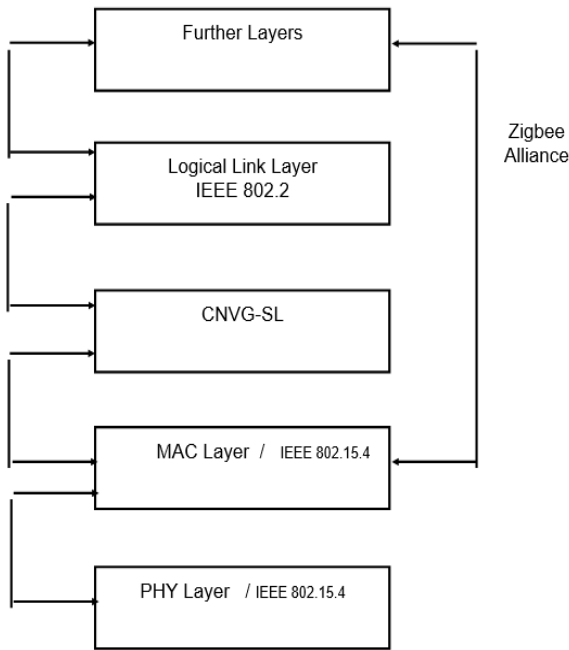 Further Layers
Zigbee
Alliance
Logical Link Layer
IEEE 802.2
CNVG-SL
MAC Layer / IEEE 802.15.4
PHY Layer / IEEE 802.15.4